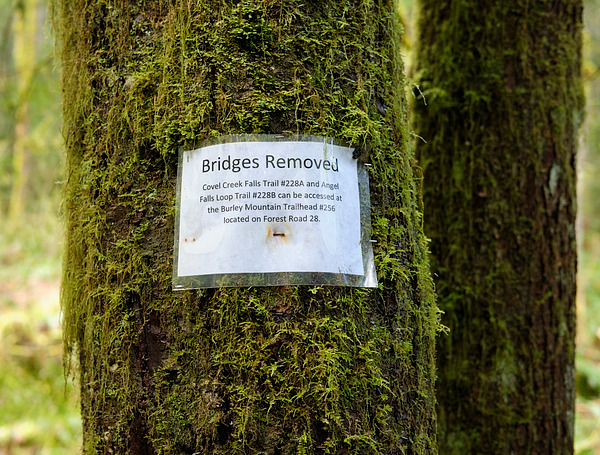 Bridges Removed
Covel Creek Falls Trail #228A and Angel
Falls Loop Trail #228B can be accessed at
the Burley Mountain Trailhead #256
located on Forest Road 28.